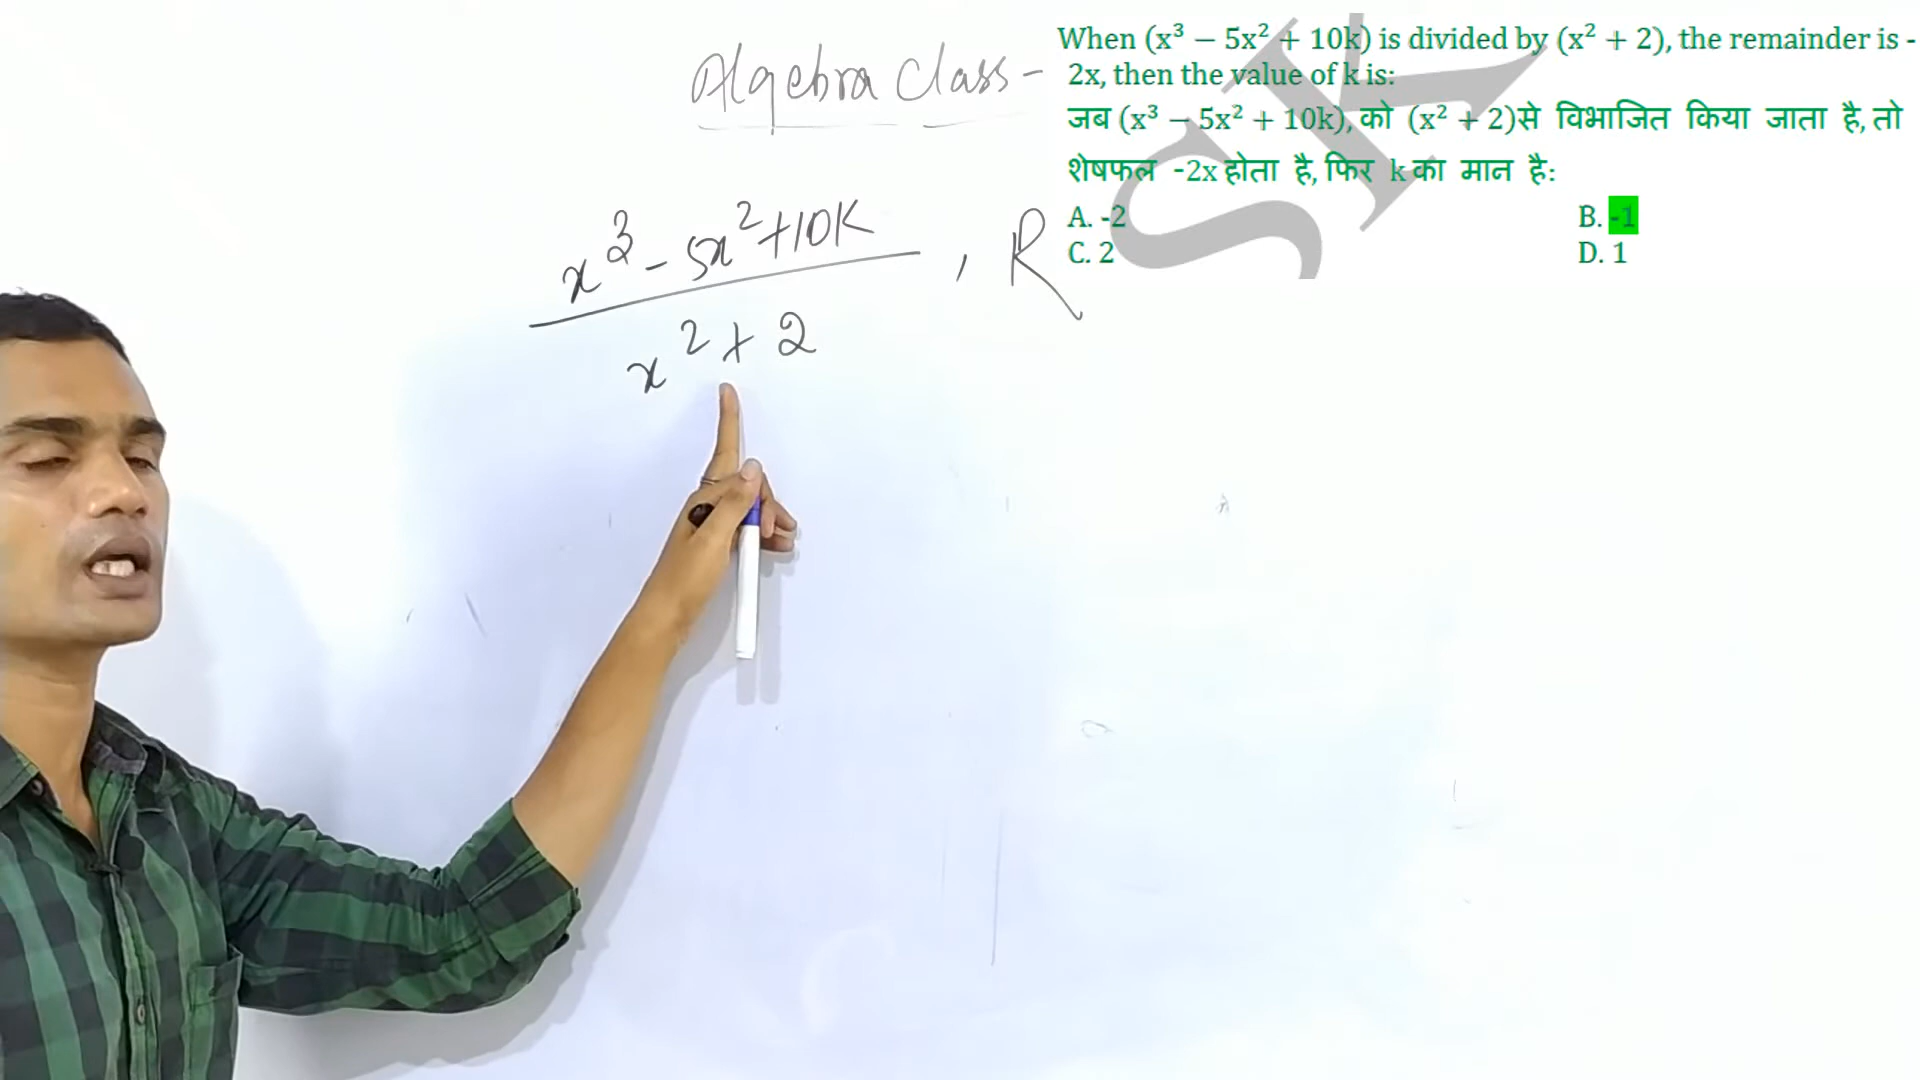 Algebra Class -
When (x³ − 5x² + 10k) is divided by (x² + 2), the remainder is -
2x, then the value of k is:
जब (x³ − 5x² + 10k), को (x² + 2)से विभाजित किया जाता है, तो
शेषफल -2x होता है, फिर k का मान है:
A. -2 B. -1
C. 2 D. 1
SK
x³ - 5x² + 10K , R
x² + 2